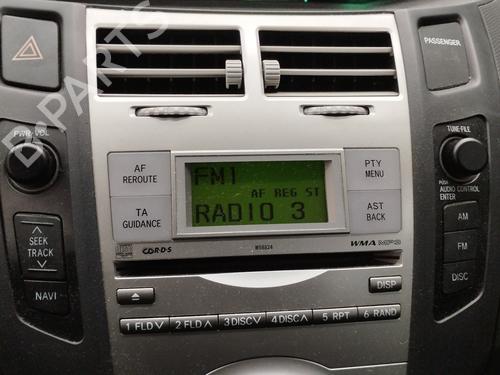 B-PARTS
PASSENGER
PWR·VOL
TUNE·FILE
AF
REROUTE
PTY
MENU
FM1
AF REG ST
RADIO 3
TA
GUIDANCE
AST
BACK
PUSH
AUDIO CONTROL
ENTER
AM
FM
DISC
SEEK
TRACK
NAVI
R·D·S
W58824
WMA MP3
DISP
1 FLD ∨
2 FLD ∧
3 DISC ∨
4 DISC ∧
5 RPT
6 RAND